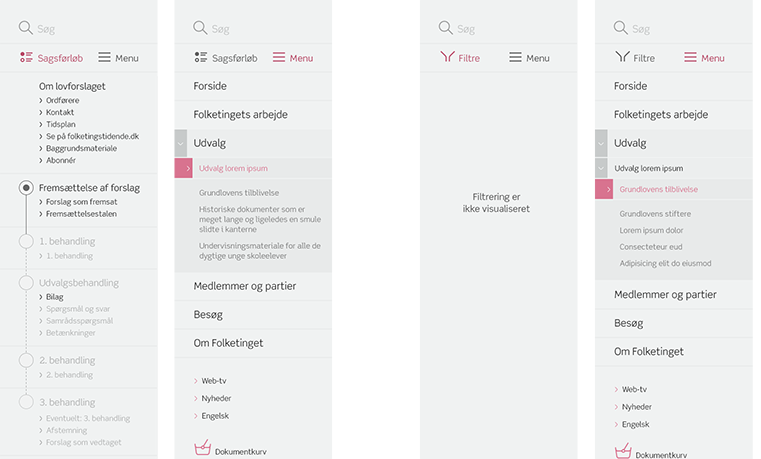 Søg
Sagsførløb
Menu
Om lovforslaget
Ordførere
Kontakt
Tidsplan
Se på folketingstidende.dk
Baggrundsmateriale
Abonnér
Fremsættelse af forslag
Forslag som fremsat
Fremsættelsestalen
1. behandling
1. behandling
Udvalgsbehandling
Bilag
Spørgsmål og svar
Samrådsspørgsmål
Betænkninger
2. behandling
2. behandling
3. behandling
Eventuelt: 3. behandling
Afstemning
Forslag som vedtaget
Søg
Sagsførløb
Menu
Forside
Folketingets arbejde
Udvalg
Udvalg lorem ipsum
Grundlovens tilblivelse
Historiske dokumenter som er
meget lange og ligeledes en smule
slidte i kanterne
Undervisningsmateriale for alle de
dygtige unge skoleelever
Medlemmer og partier
Besøg
Om Folketinget
Web-tv
Nyheder
Engelsk
Dokumentkurv
Søg
Filtre
Menu
Filtrering er
ikke visualiseret
Søg
Filtre
Menu
Forside
Folketingets arbejde
Udvalg
Udvalg lorem ipsum
Grundlovens tilblivelse
Grundlovens stiftere
Lorem ipsum dolor
Consecteteur eud
Adipisicing elit do eiusmod
Medlemmer og partier
Besøg
Om Folketinget
Web-tv
Nyheder
Engelsk
Dokumentkurv